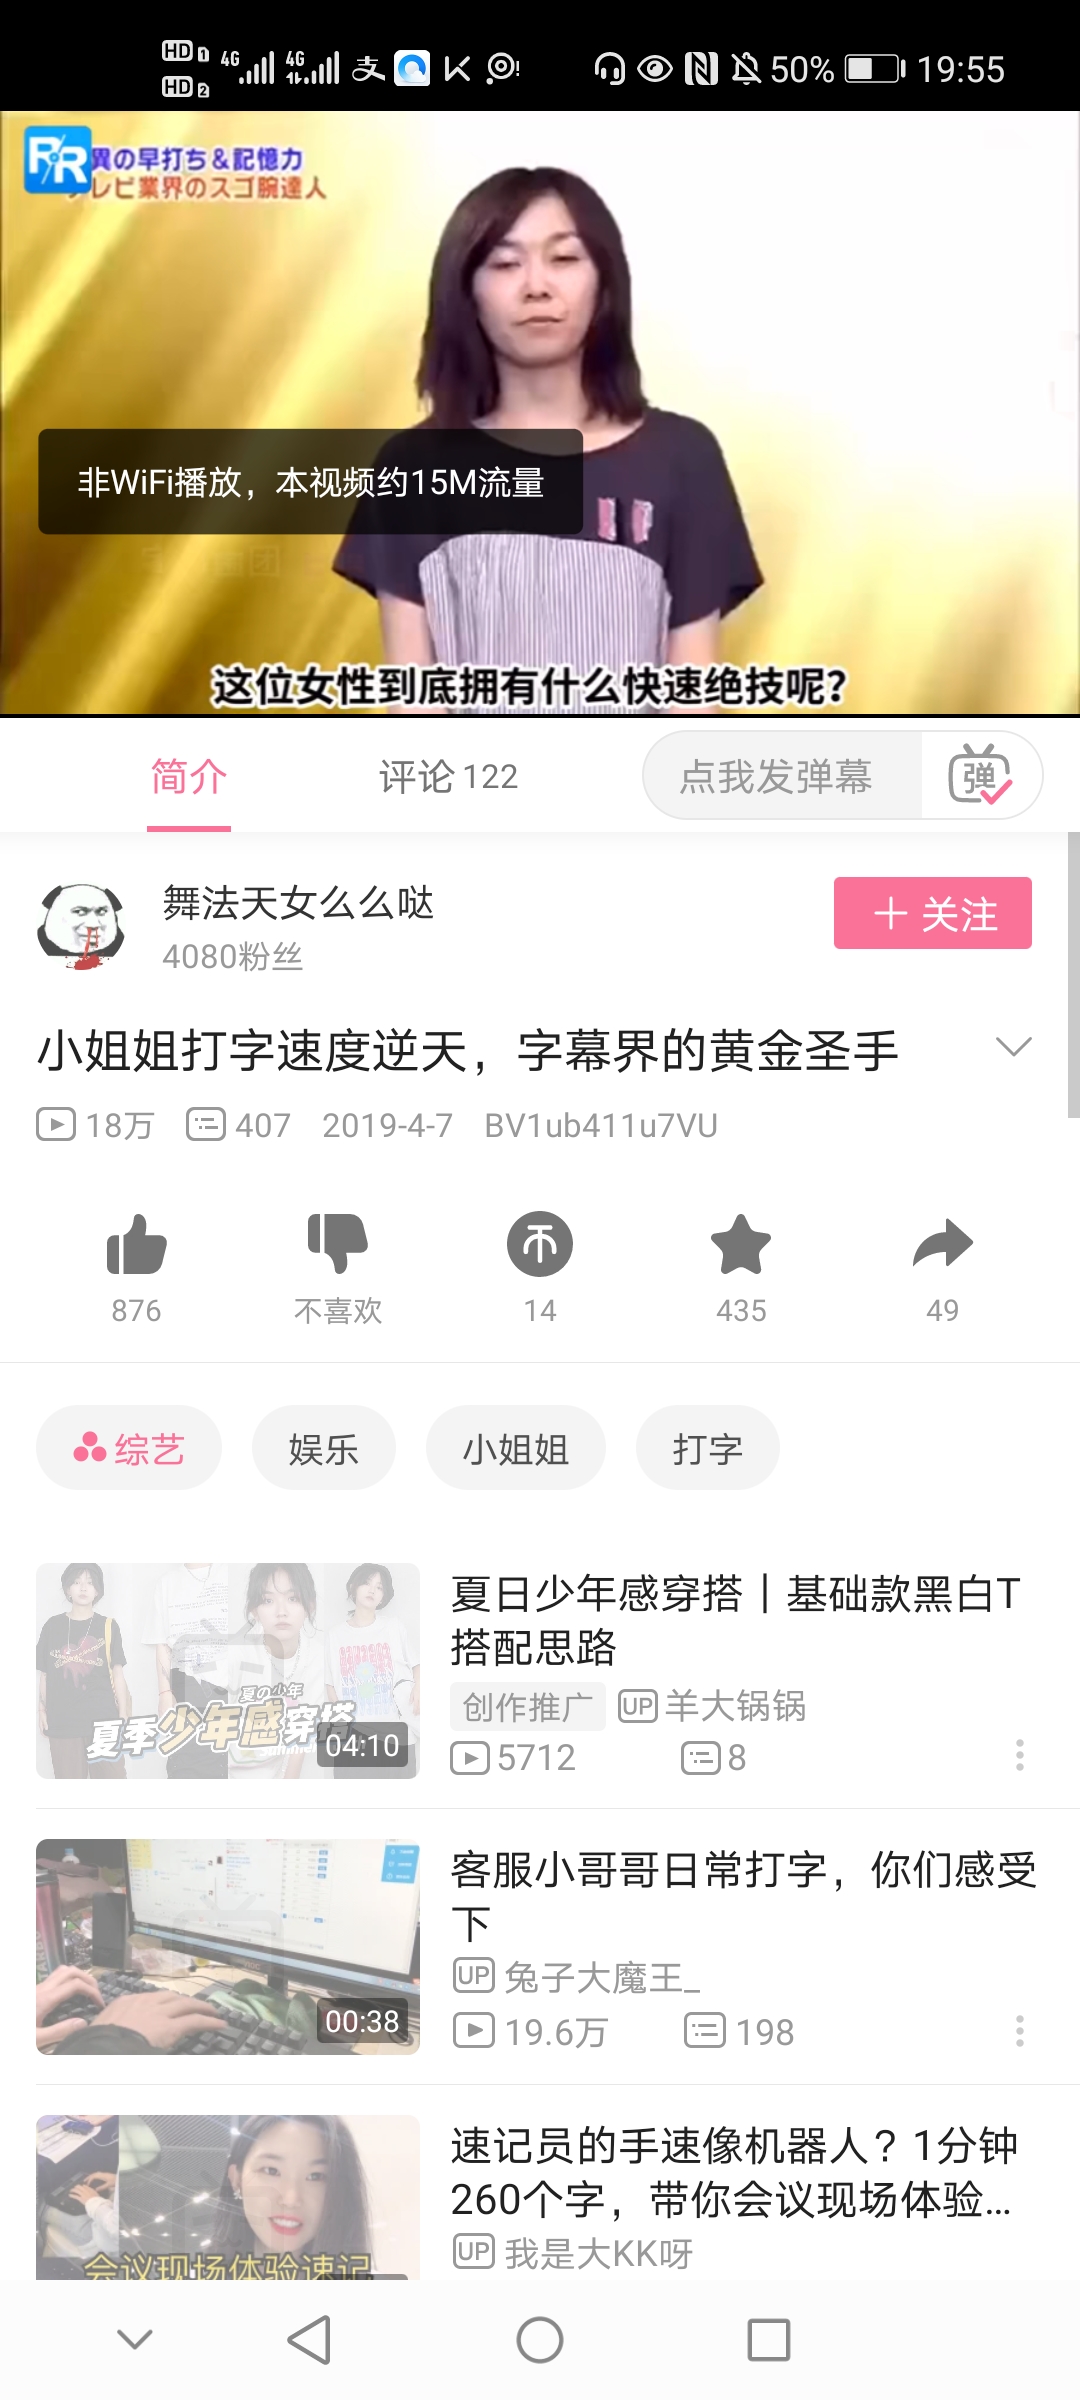 HD 1 4G 4G 支 50% 19:55
HD 2
RR 異の早打ち&記憶力
レビ業界のスゴ腕達人
非WiFi播放，本视频约15M流量
这位女性到底拥有什么快速绝技呢？
简介 评论 122 点我发弹幕 弹
舞法天女么么哒
4080粉丝
关注
小姐姐打字速度逆天，字幕界的黄金圣手
18万 407 2019-4-7 BV1ub411u7VU
876 不喜欢 14 435 49
综艺 娱乐 小姐姐 打字
夏の少年
夏季少年感穿搭
summer
04:10
夏日少年感穿搭｜基础款黑白T
搭配思路
创作推广 UP 羊大锅锅
5712 8
00:38
客服小哥哥日常打字，你们感受
下
UP 兔子大魔王_
19.6万 198
会议现场体验速记
速记员的手速像机器人？1分钟
260个字，带你会议现场体验...
UP 我是大KK呀